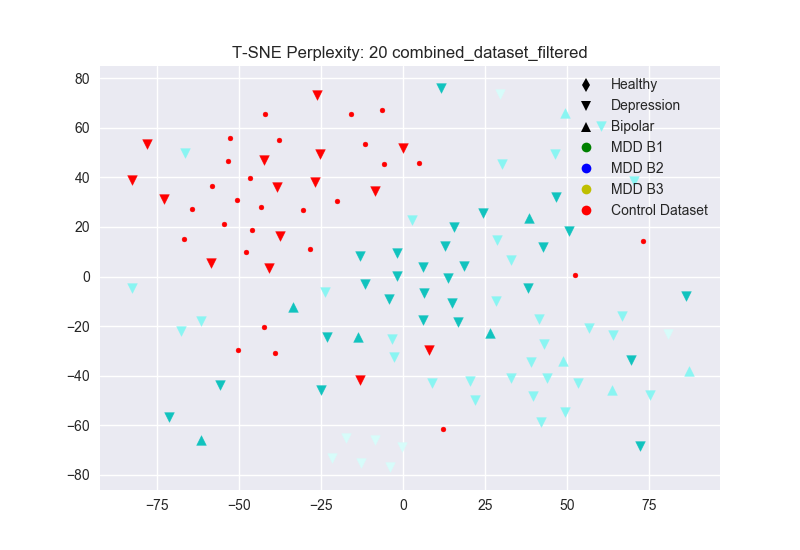 T-SNE Perplexity: 20 combined_dataset_filtered
80
60
40
20
0
−20
−40
−60
−80
−75
−50
−25
0
25
50
75
Healthy
Depression
Bipolar
MDD B1
MDD B2
MDD B3
Control Dataset